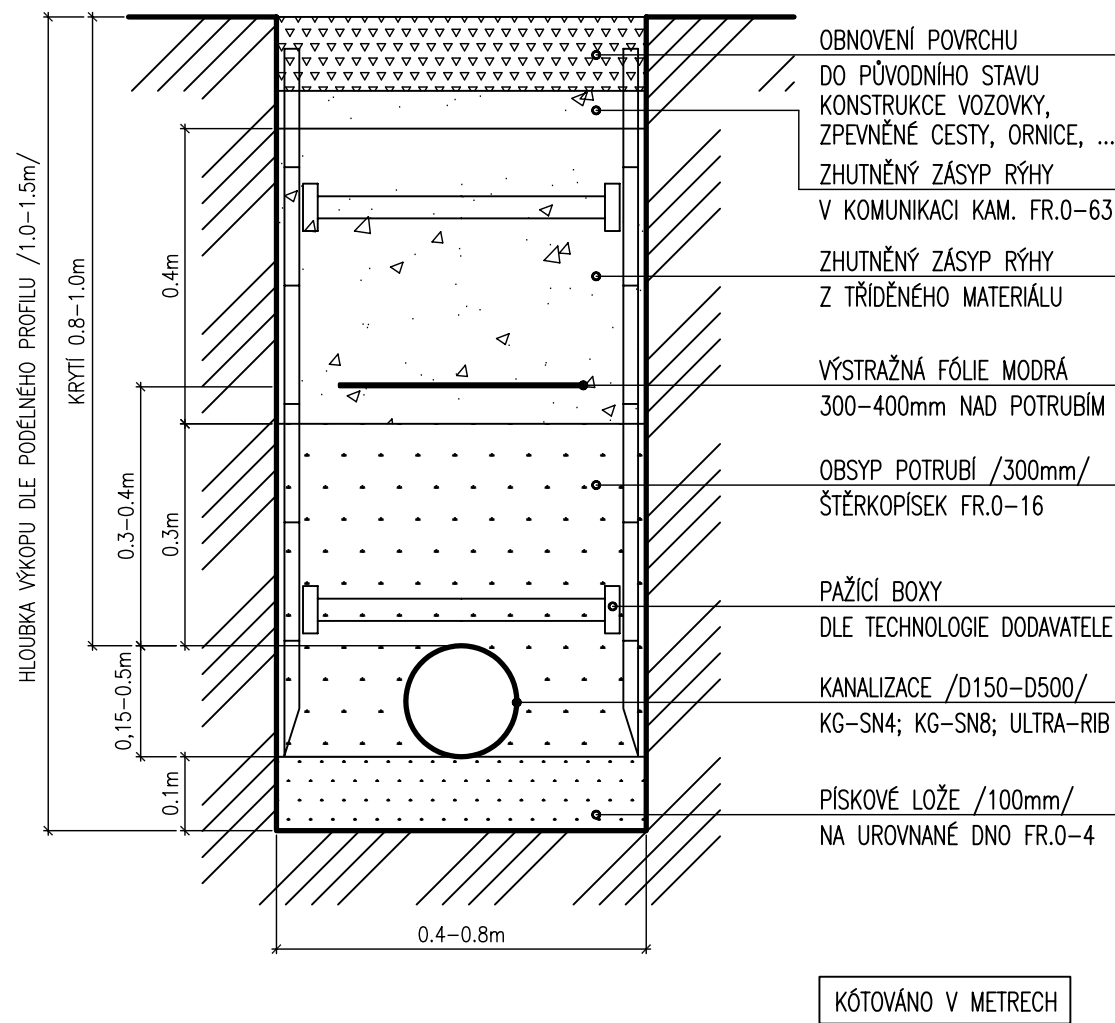 OBNOVENÍ POVRCHU
DO PŮVODNÍHO STAVU
KONSTRUKCE VOZOVKY,
ZPEVNĚNÉ CESTY, ORNICE, ...
ZHUTNĚNÝ ZÁSYP RÝHY
V KOMUNIKACI KAM. FR.0-63
ZHUTNĚNÝ ZÁSYP RÝHY
Z TŘÍDĚNÉHO MATERIÁLU
VÝSTRAŽNÁ FÓLIE MODRÁ
300-400mm NAD POTRUBÍM
OBSYP POTRUBÍ /300mm/
ŠTĚRKOPÍSEK FR.0-16
PAŽÍCÍ BOXY
DLE TECHNOLOGIE DODAVATELE
KANALIZACE /D150-D500/
KG-SN4; KG-SN8; ULTRA-RIB
PÍSKOVÉ LOŽE /100mm/
NA UROVNANÉ DNO FR.0-4
HLOUBKA VÝKOPU DLE PODÉLNÉHO PROFILU /1.0-1.5m/
KRYTÍ 0.8-1.0m
0.4m
0.3-0.4m
0.3m
0,15-0.5m
0.1m
0.4-0.8m
KÓTOVÁNO V METRECH